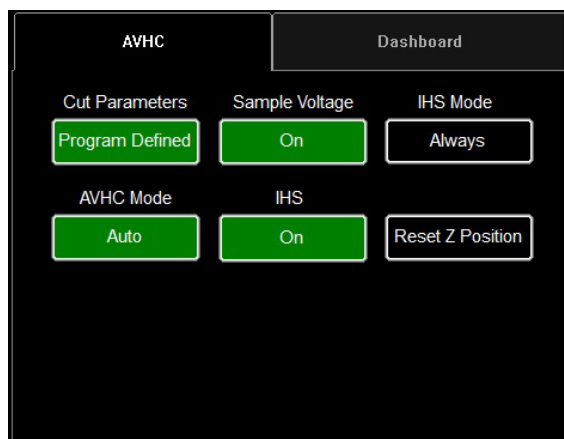 AVHC Dashboard
Cut Parameters Sample Voltage IHS Mode
Program Defined On Always
AVHC Mode IHS
Auto On Reset Z Position